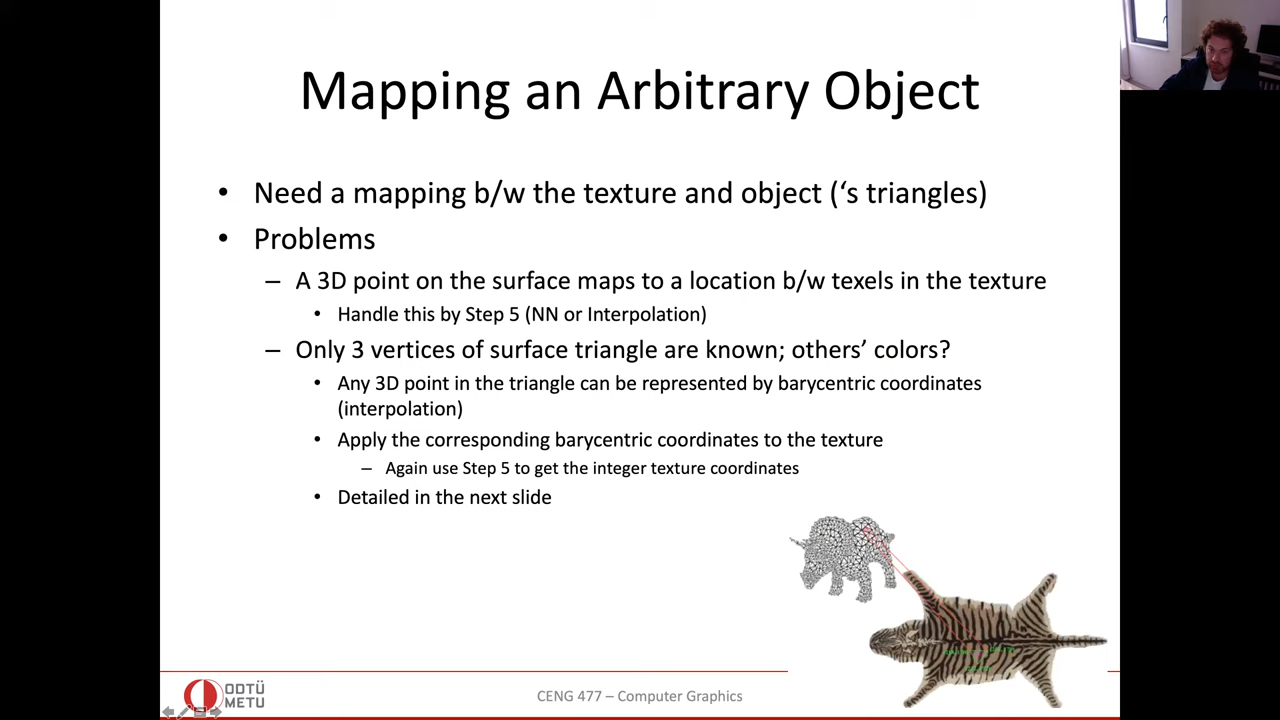 Mapping an Arbitrary Object
• Need a mapping b/w the texture and object (‘s triangles)
• Problems
– A 3D point on the surface maps to a location b/w texels in the texture
• Handle this by Step 5 (NN or Interpolation)
– Only 3 vertices of surface triangle are known; others’ colors?
• Any 3D point in the triangle can be represented by barycentric coordinates
(interpolation)
• Apply the corresponding barycentric coordinates to the texture
– Again use Step 5 to get the integer texture coordinates
• Detailed in the next slide
ODTÜ
METU
CENG 477 – Computer Graphics